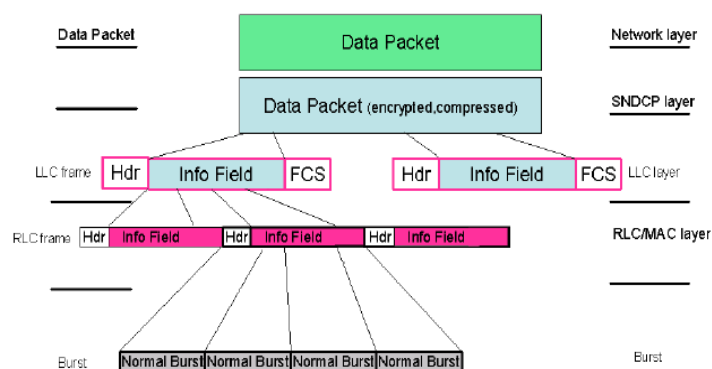 Data Packet
Data Packet
Network layer
Data Packet (encrypted,compressed)
SNDCP layer
LLC frame
Hdr
Info Field
FCS
Hdr
Info Field
FCS
LLC layer
RLC frame
Hdr
Info Field
Hdr
Info Field
Hdr
Info Field
RLC/MAC layer
Burst
Normal Burst
Normal Burst
Normal Burst
Normal Burst
Burst